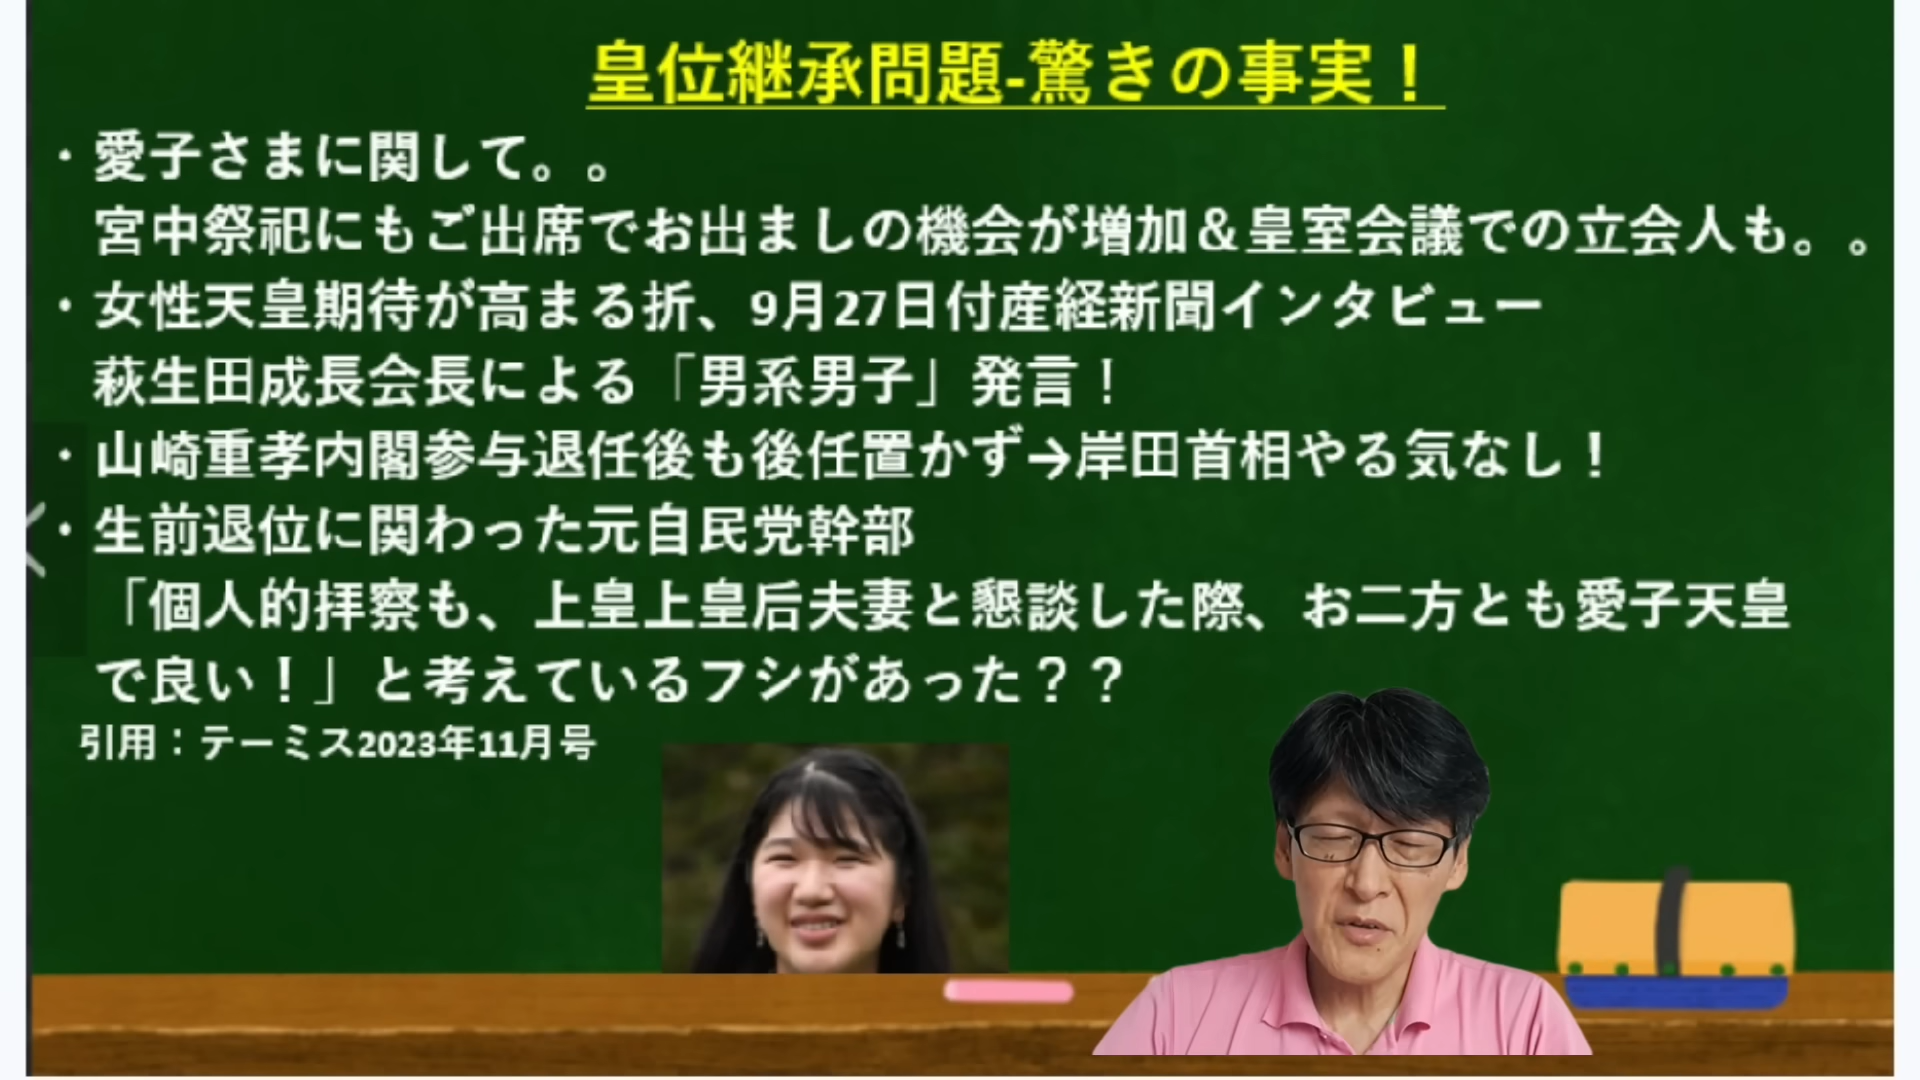 皇位継承問題-驚きの事実！
・愛子さまに関して。。
宮中祭祀にもご出席でお出ましの機会が増加＆皇室会議での立会人も。。
・女性天皇期待が高まる折、9月27日付産経新聞インタビュー
萩生田成長会長による「男系男子」発言！
・山崎重孝内閣参与退任後も後任置かず→岸田首相やる気なし！
・生前退位に関わった元自民党幹部
「個人的拝察も、上皇上皇后夫妻と懇談した際、お二方とも愛子天皇
で良い！」と考えているフシがあった？？
引用：テーミス2023年11月号